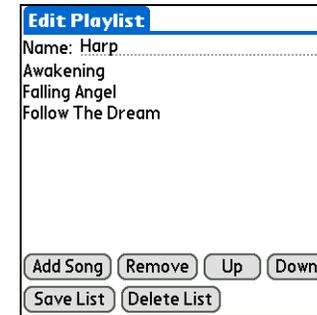 Edit Playlist
Name: Harp
Awakening
Falling Angel
Follow The Dream
Add Song Remove Up Down
Save List Delete List